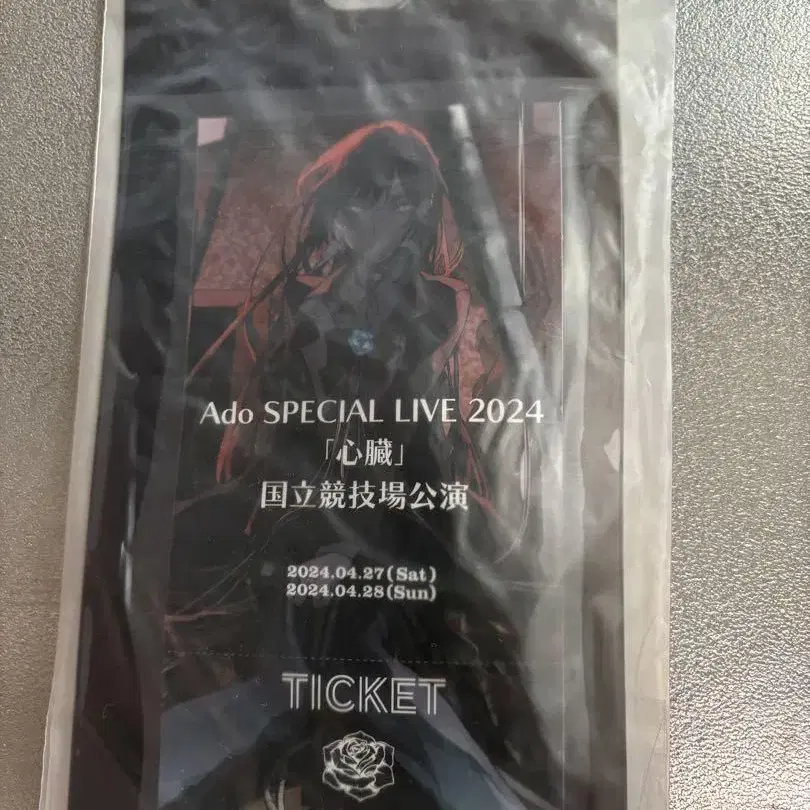 Ado SPECIAL LIVE 2024
「心臓」
国立競技場公演
2024.04.27(Sat)
2024.04.28(Sun)
TICKET